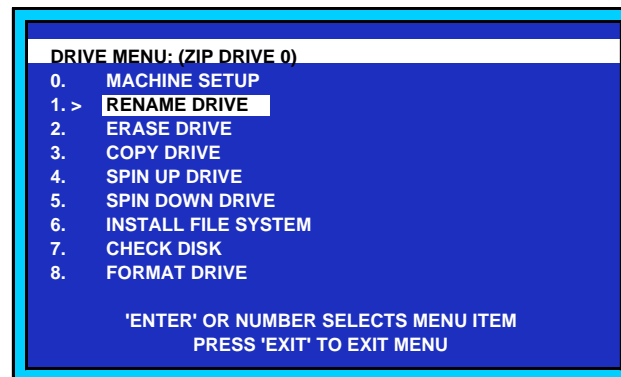 DRIVE MENU: (ZIP DRIVE 0)
0. MACHINE SETUP
1. > RENAME DRIVE
2. ERASE DRIVE
3. COPY DRIVE
4. SPIN UP DRIVE
5. SPIN DOWN DRIVE
6. INSTALL FILE SYSTEM
7. CHECK DISK
8. FORMAT DRIVE
'ENTER' OR NUMBER SELECTS MENU ITEM
PRESS 'EXIT' TO EXIT MENU